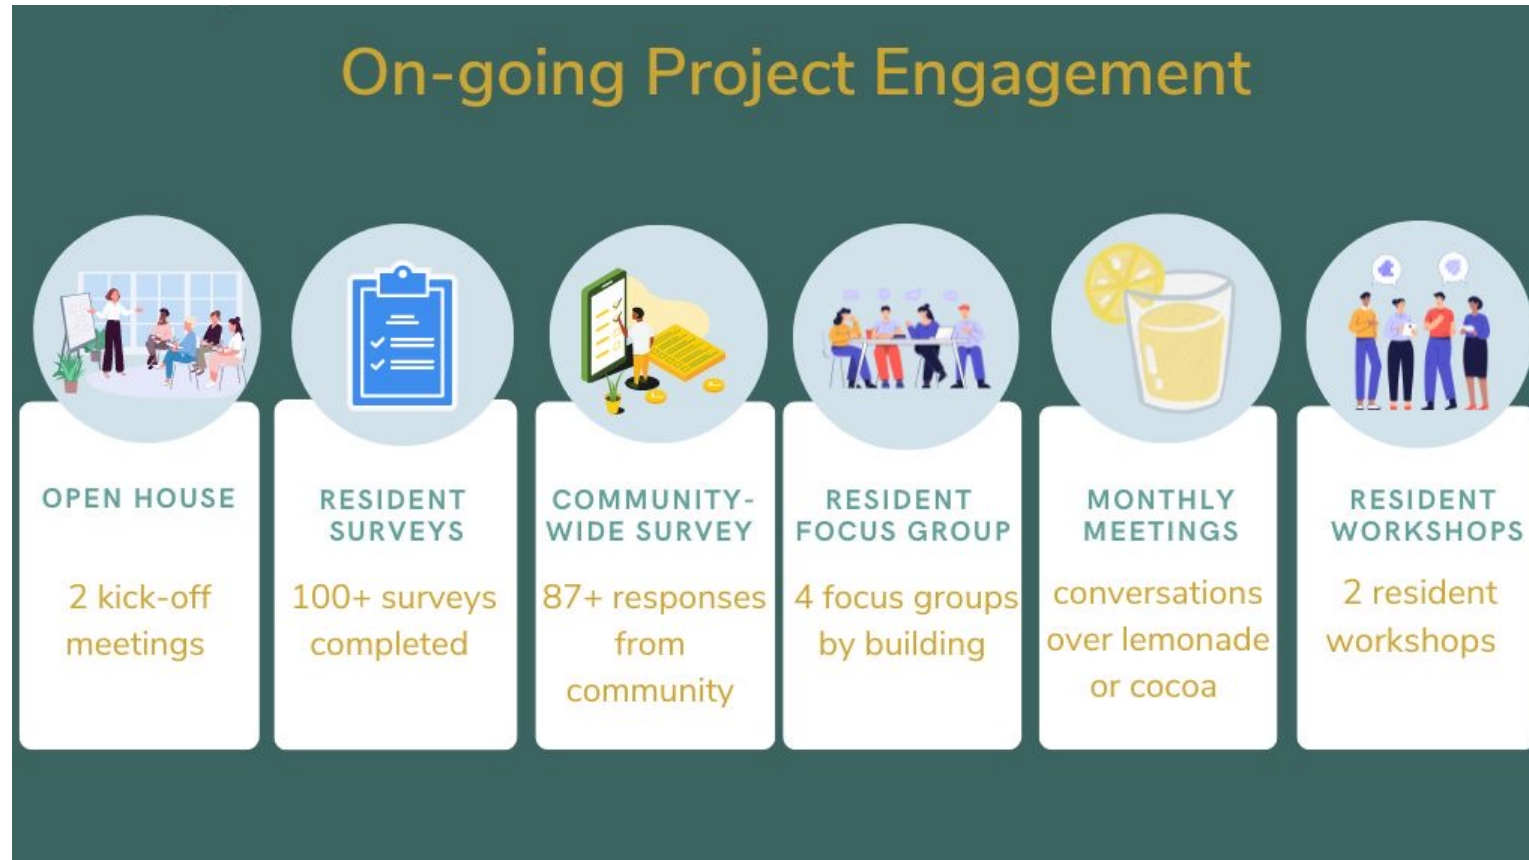 On-going Project Engagement
OPEN HOUSE
2 kick-off
meetings
RESIDENT
SURVEYS
100+ surveys
completed
COMMUNITY-
WIDE SURVEY
87+ responses
from
community
RESIDENT
FOCUS GROUP
4 focus groups
by building
MONTHLY
MEETINGS
conversations
over lemonade
or cocoa
RESIDENT
WORKSHOPS
2 resident
workshops